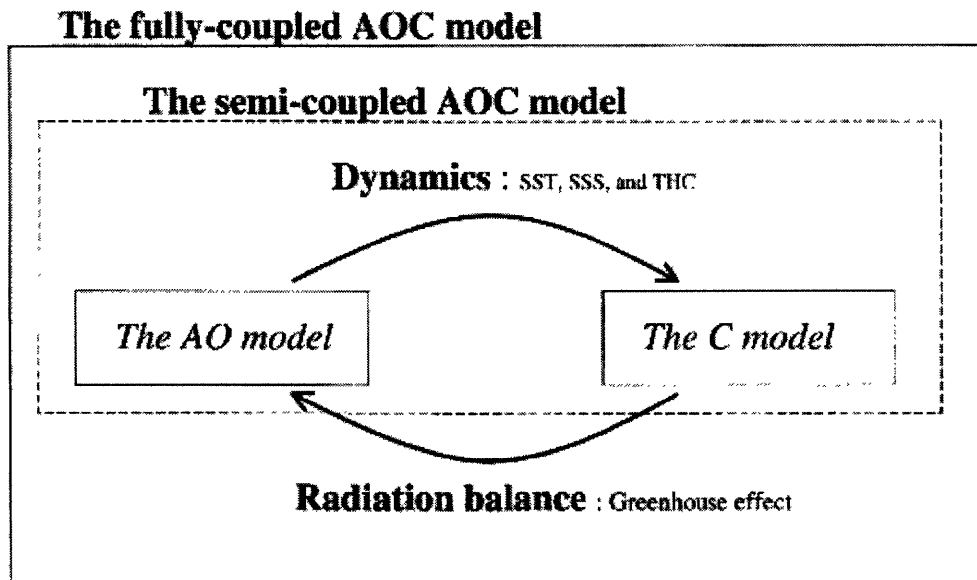 The fully-coupled AOC model
The semi-coupled AOC model
Dynamics : SST, SSS, and THC
The AO model
The C model
Radiation balance : Greenhouse effect